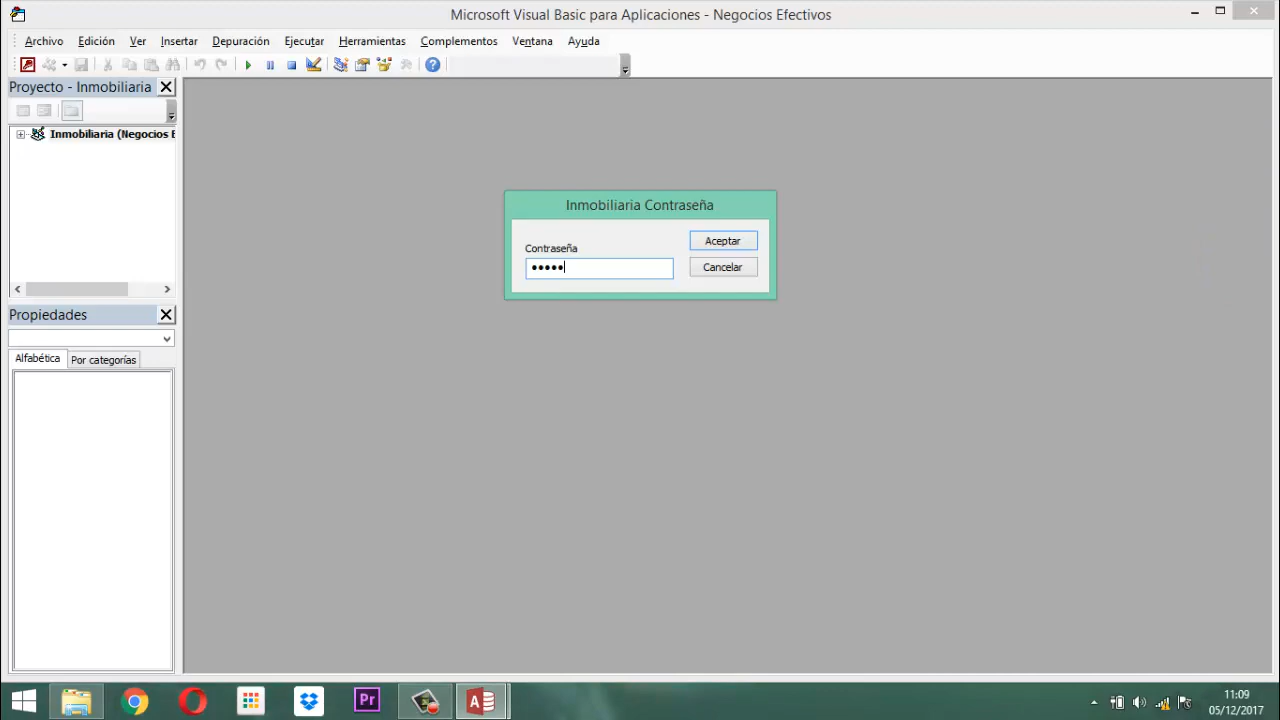 Microsoft Visual Basic para Aplicaciones - Negocios Efectivos
Archivo Edición Ver Insertar Depuración Ejecutar Herramientas Complementos Ventana Ayuda
Proyecto - Inmobiliaria
Inmobiliaria (Negocios E
Inmobiliaria Contraseña
Contraseña
Aceptar
Cancelar
Propiedades
Alfabética Por categorías
Pr
11:09
05/12/2017